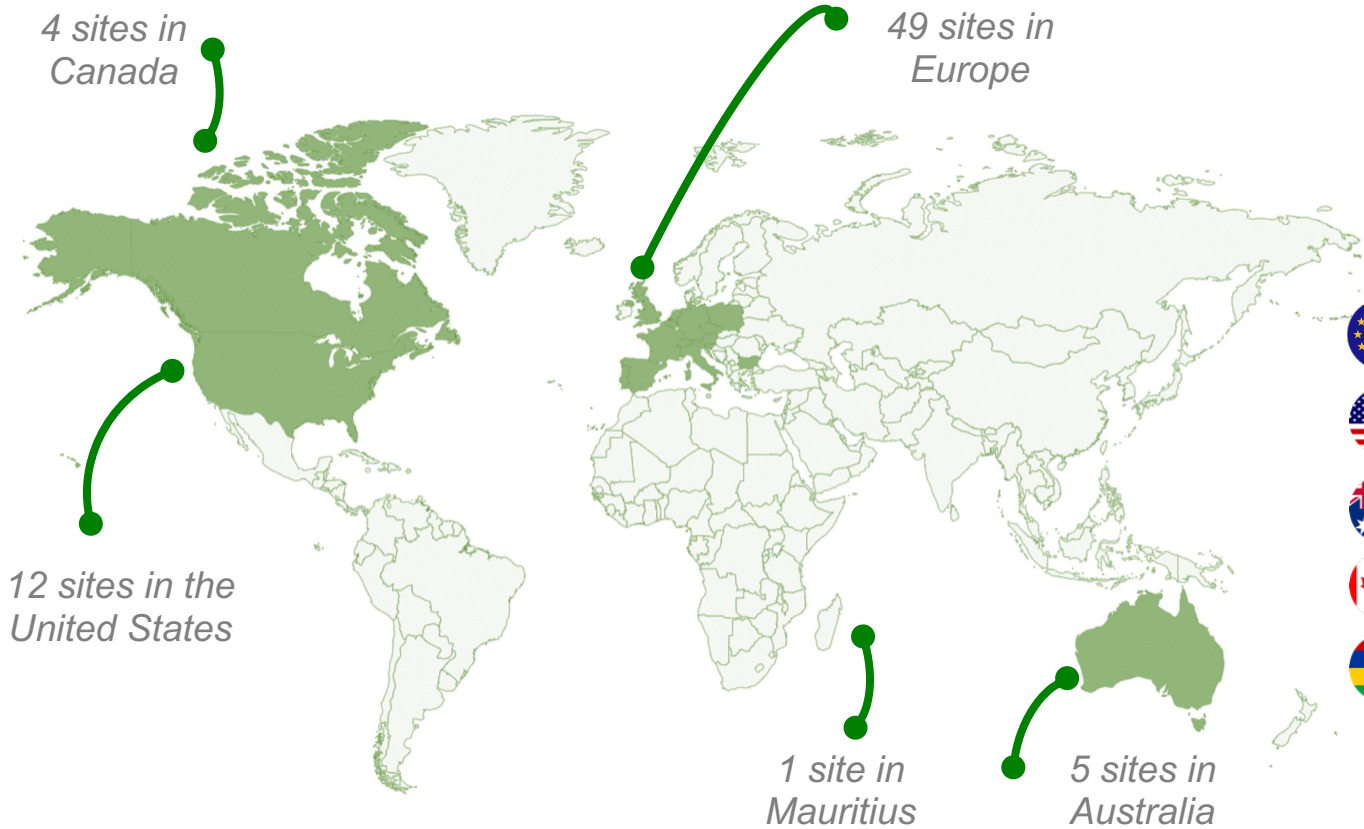 4 sites in
Canada
49 sites in
Europe
12 sites in the
United States
1 site in
Mauritius
5 sites in
Australia